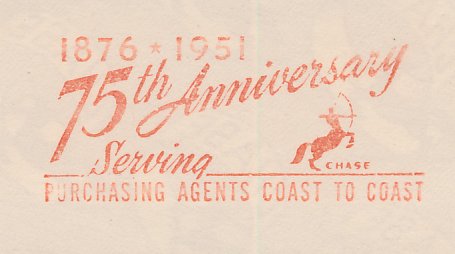 1876 ★ 1951
75th Anniversary
Serving
CHASE
PURCHASING AGENTS COAST TO COAST